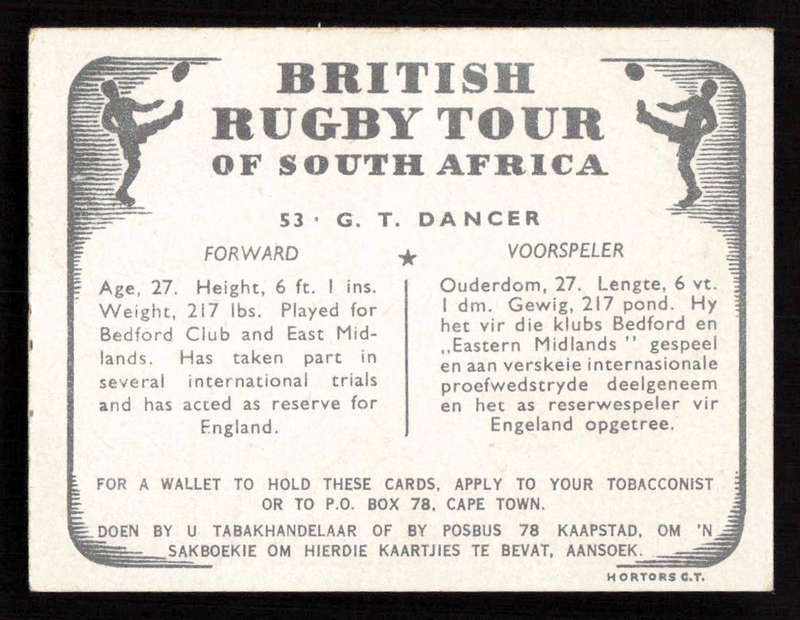 BRITISH
RUGBY TOUR
OF SOUTH AFRICA
53 · G. T. DANCER
FORWARD
Age, 27. Height, 6 ft. 1 ins.
Weight, 217 lbs. Played for
Bedford Club and East Mid-
lands. Has taken part in
several international trials
and has acted as reserve for
England.
VOORSPELER
Ouderdom, 27. Lengte, 6 vt.
1 dm. Gewig, 217 pond. Hy
het vir die klubs Bedford en
„Eastern Midlands" gespeel
en aan verskeie internasionale
proefwedstryde deelgeneem
en het as reserwespeler vir
Engeland opgetree.
FOR A WALLET TO HOLD THESE CARDS, APPLY TO YOUR TOBACCONIST
OR TO P.O. BOX 78, CAPE TOWN.
DOEN BY U TABAKHANDELAAR OF BY POSBUS 78 KAAPSTAD, OM 'N
SAKBOEKIE OM HIERDIE KAARTJIES TE BEVAT, AANSOEK.
HORTORS C.T.